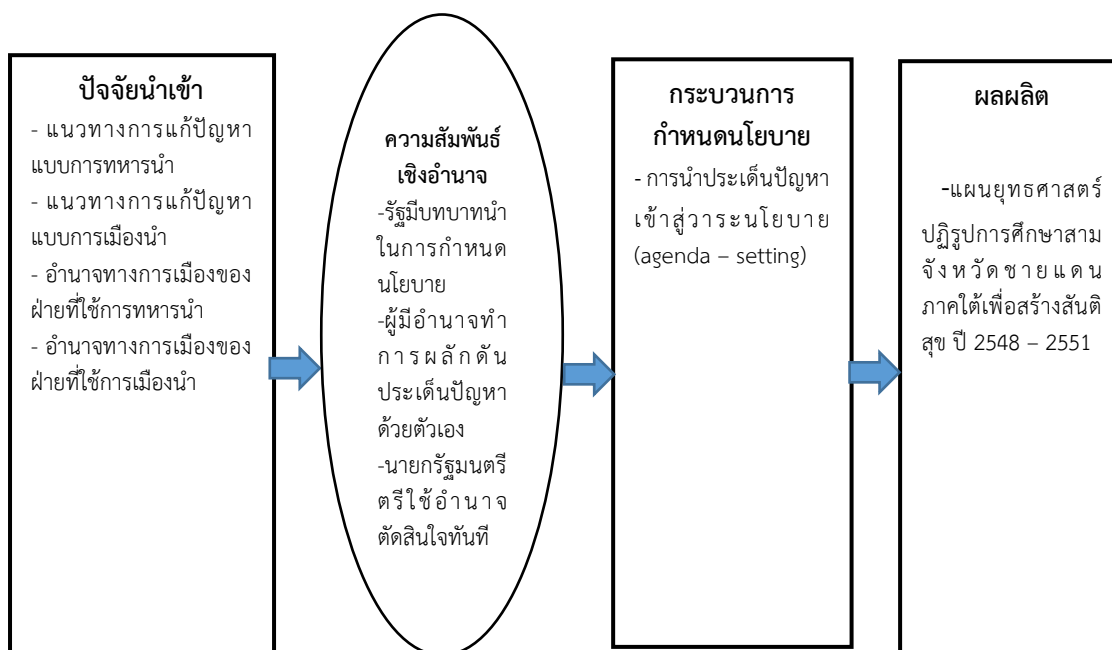 ปัจจัยนำเข้า
- แนวทางการแก้ปัญหา
แบบการทหารนำ
- แนวทางการแก้ปัญหา
แบบการเมืองนำ
- อำนาจทางการเมืองของ
ฝ่ายที่ใช้การทหารนำ
- อำนาจทางการเมืองของ
ฝ่ายที่ใช้การเมืองนำ
ความสัมพันธ์
เชิงอำนาจ
-รัฐมีบทบาทนำ
ในการกำหนด
นโยบาย
-ผู้มีอำนาจทำ
การผลักดัน
ประเด็นปัญหา
ด้วยตัวเอง
-นายกรัฐมนตรี
ตรีใช้อำนาจ
ตัดสินใจทันที
กระบวนการ
กำหนดนโยบาย
- การนำประเด็นปัญหา
เข้าสู่วาระนโยบาย
(agenda – setting)
ผลผลิต
-แผนยุทธศาสตร์
ปฏิรูปการศึกษาสาม
จังหวัดชายแดน
ภาคใต้เพื่อสร้างสันติ
สุข ปี 2548 – 2551